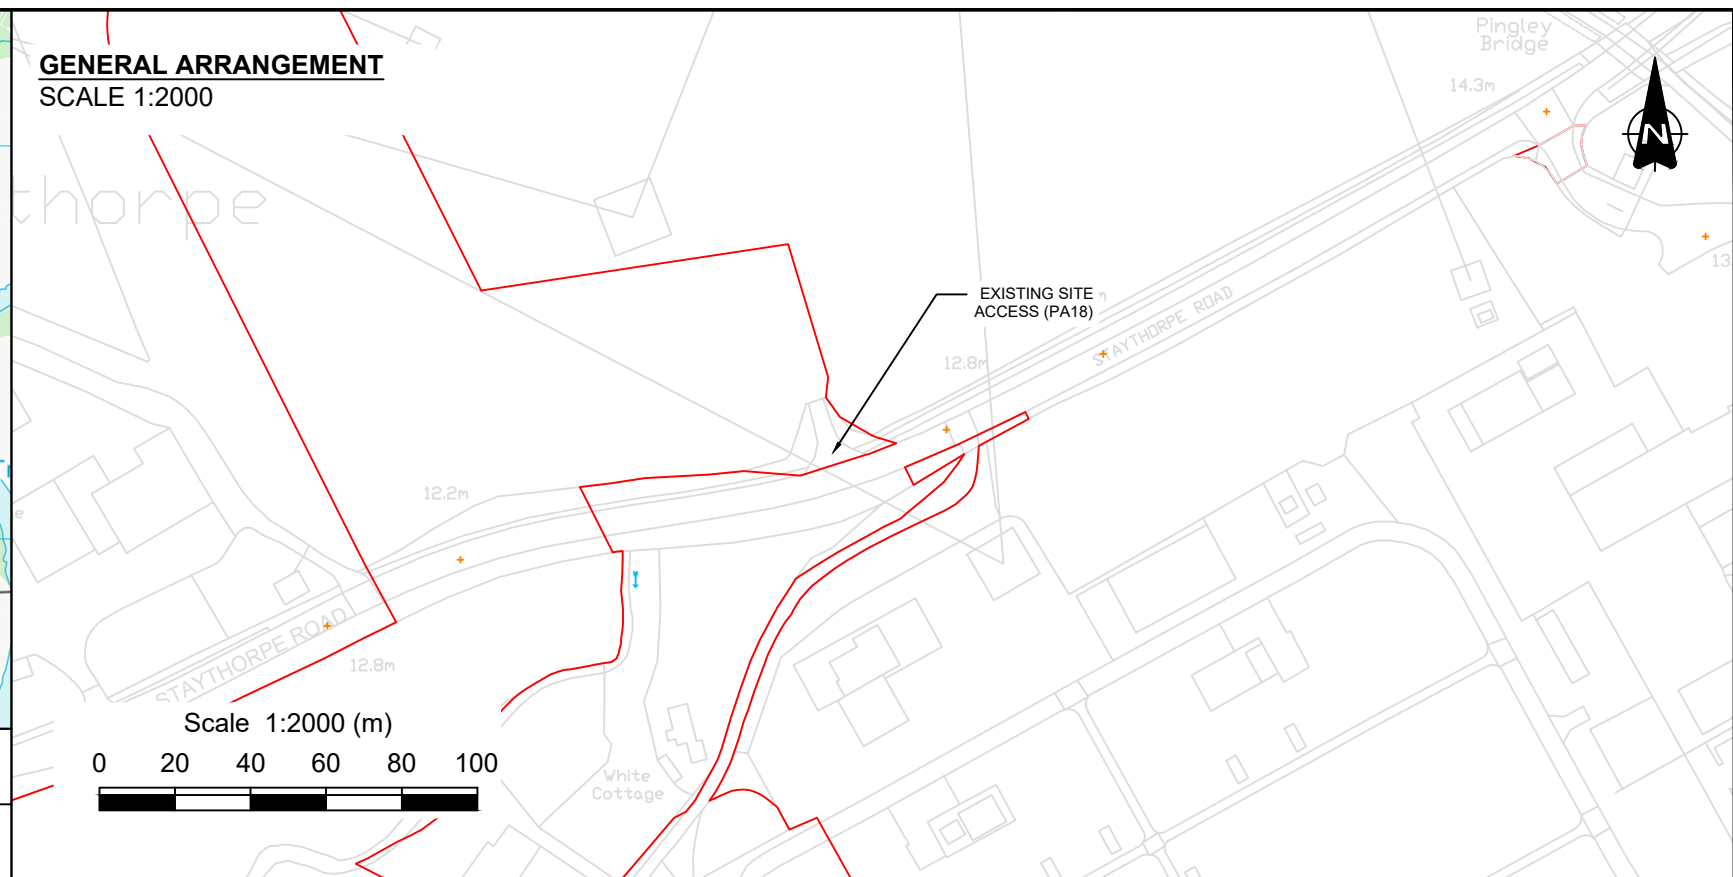 GENERAL ARRANGEMENT
SCALE 1:2000
Pingley
Bridge
14.3m
N
thorpe
13
EXISTING SITE
ACCESS (PA18)
STAYTHORPE ROAD
12.8m
12.2m
STAYTHORPE ROAD
12.8m
Scale 1:2000 (m)
0 20 40 60 80 100
White
Cottage